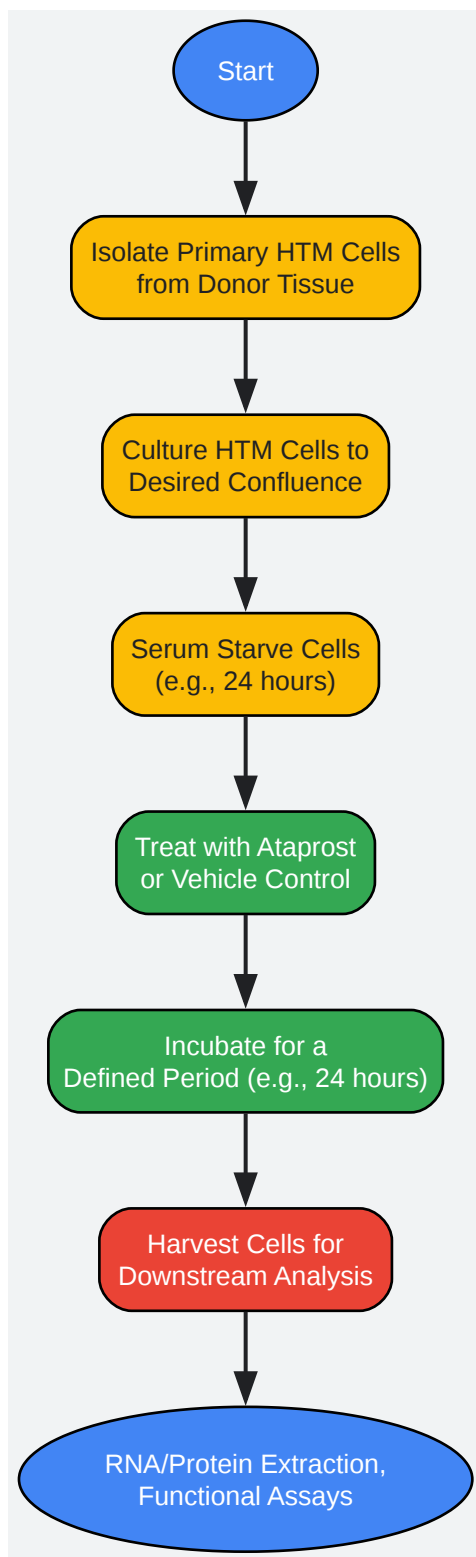 Start
Isolate Primary HTM Cells
from Donor Tissue
Culture HTM Cells to
Desired Confluence
Serum Starve Cells
(e.g., 24 hours)
Treat with Ataprost
or Vehicle Control
Incubate for a
Defined Period (e.g., 24 hours)
Harvest Cells for
Downstream Analysis
RNA/Protein Extraction,
Functional Assays